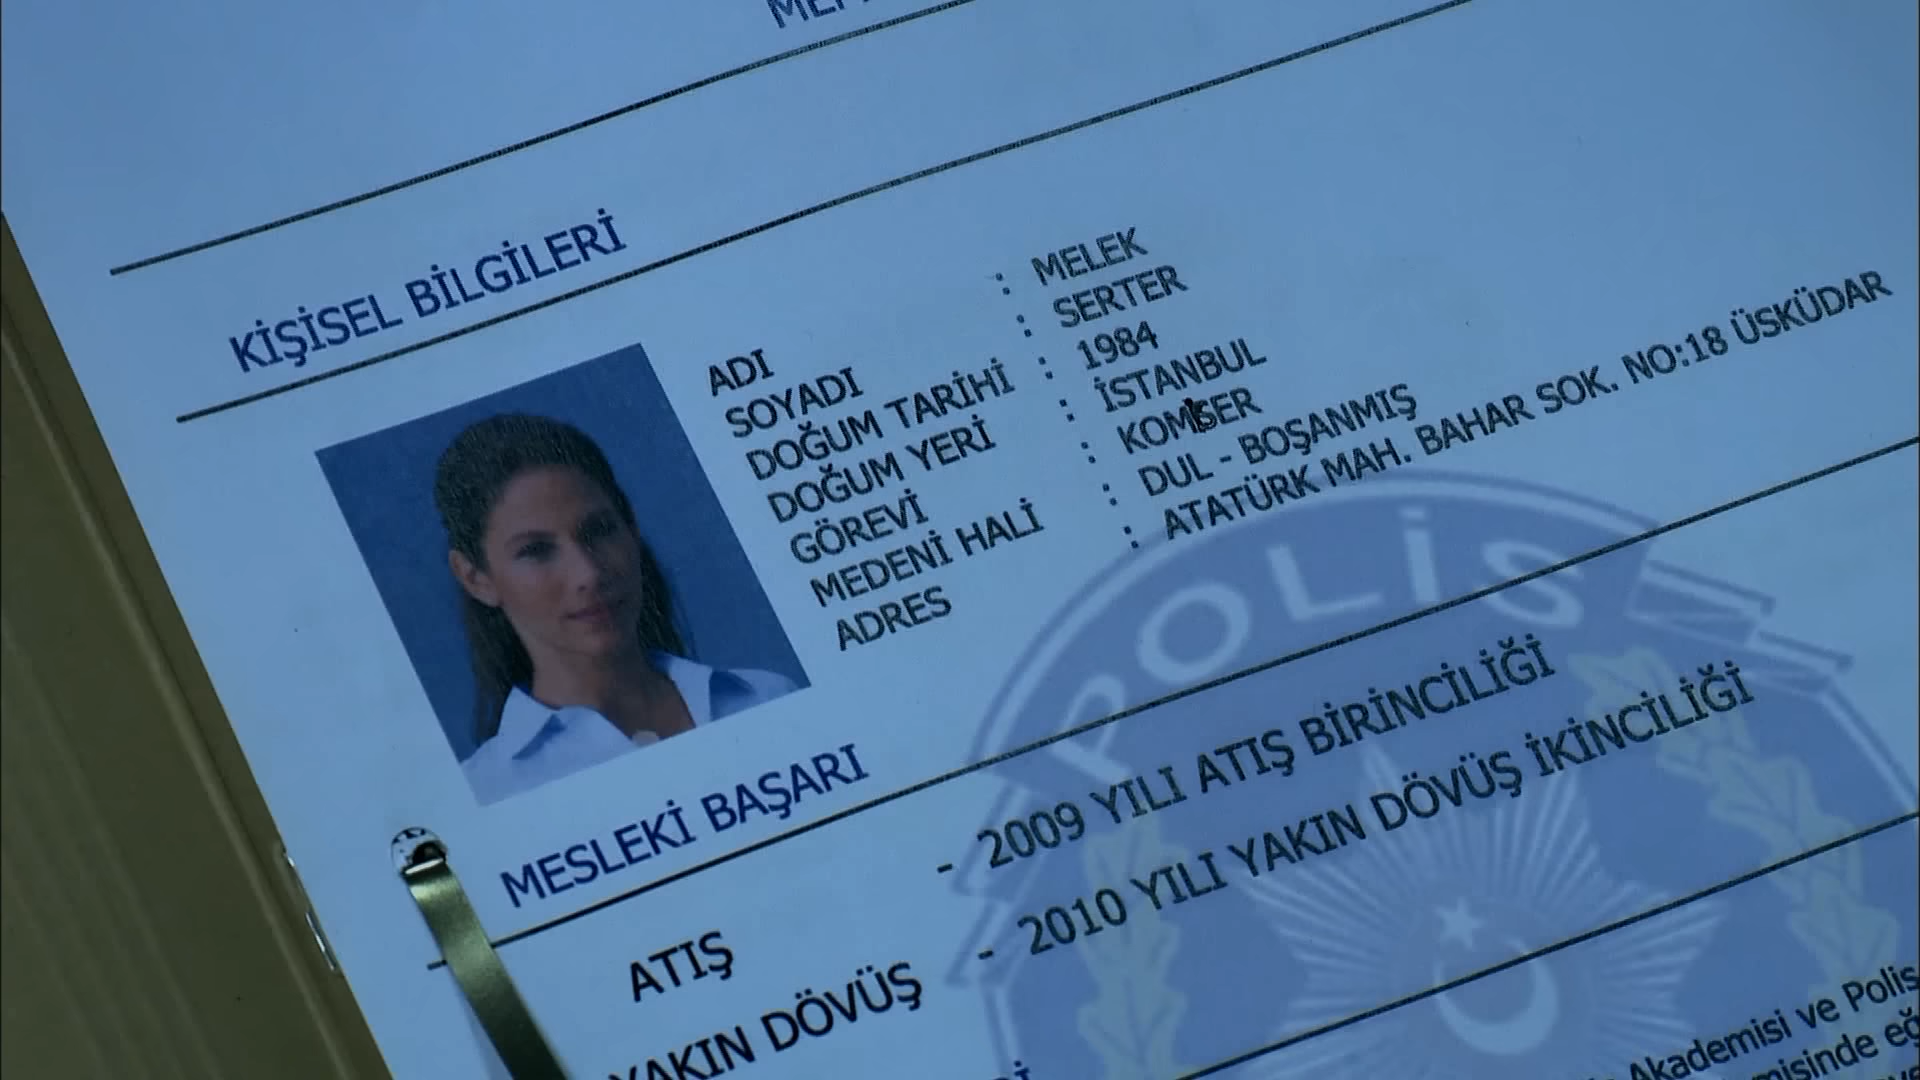 KİŞİSEL BİLGİLERİ
ADI : MELEK
SOYADI : SERTER
DOĞUM TARİHİ : 1984
DOĞUM YERİ : İSTANBUL
GÖREVİ : KOMİSER
MEDENİ HALİ : DUL - BOŞANMIŞ
ADRES : ATATÜRK MAH. BAHAR SOK. NO:18 ÜSKÜDAR
POLİS
MESLEKİ BAŞARI
ATIŞ - 2009 YILI ATIŞ BİRİNCİLİĞİ
YAKIN DÖVÜŞ - 2010 YILI YAKIN DÖVÜŞ İKİNCİLİĞİ
Akademisi ve Polis